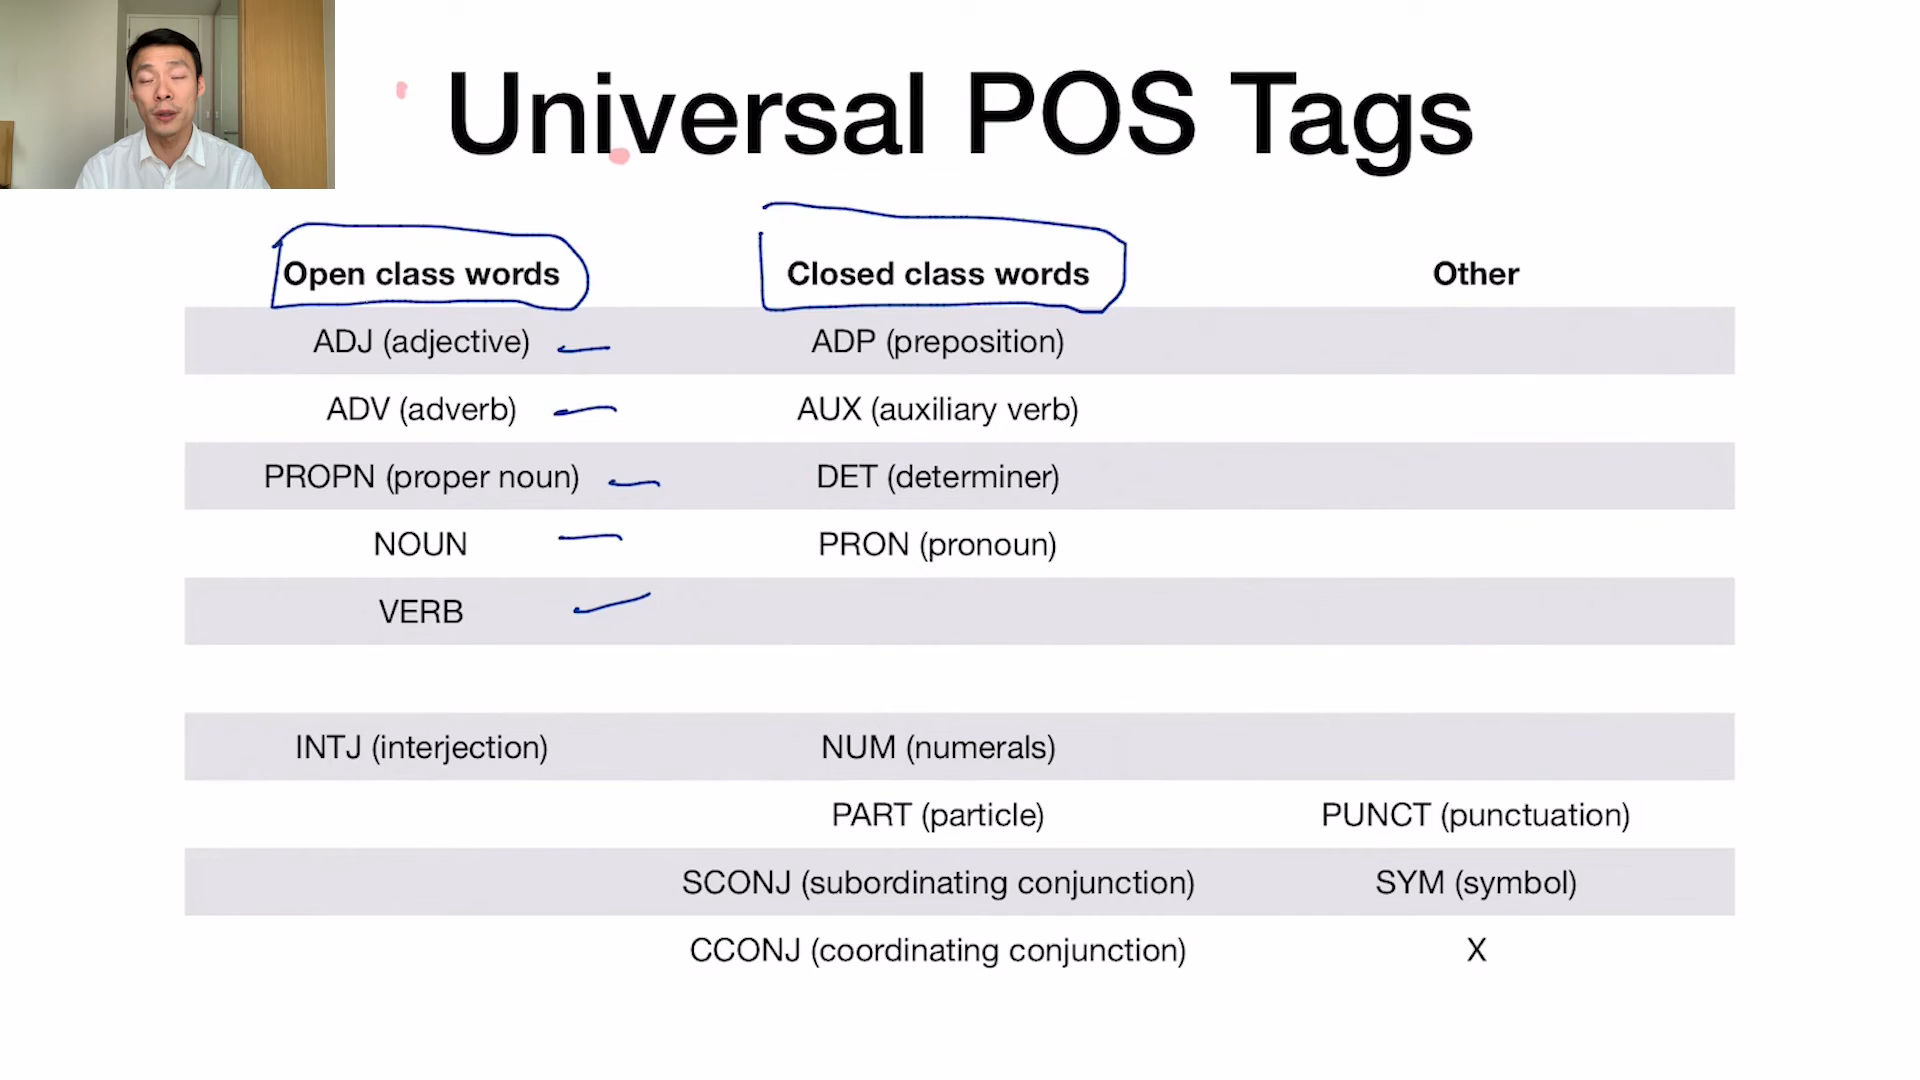 Universal POS Tags
Open class words Closed class words Other
ADJ (adjective) ADP (preposition)
ADV (adverb) AUX (auxiliary verb)
PROPN (proper noun) DET (determiner)
NOUN PRON (pronoun)
VERB
INTJ (interjection) NUM (numerals)
PART (particle) PUNCT (punctuation)
SCONJ (subordinating conjunction) SYM (symbol)
CCONJ (coordinating conjunction) X